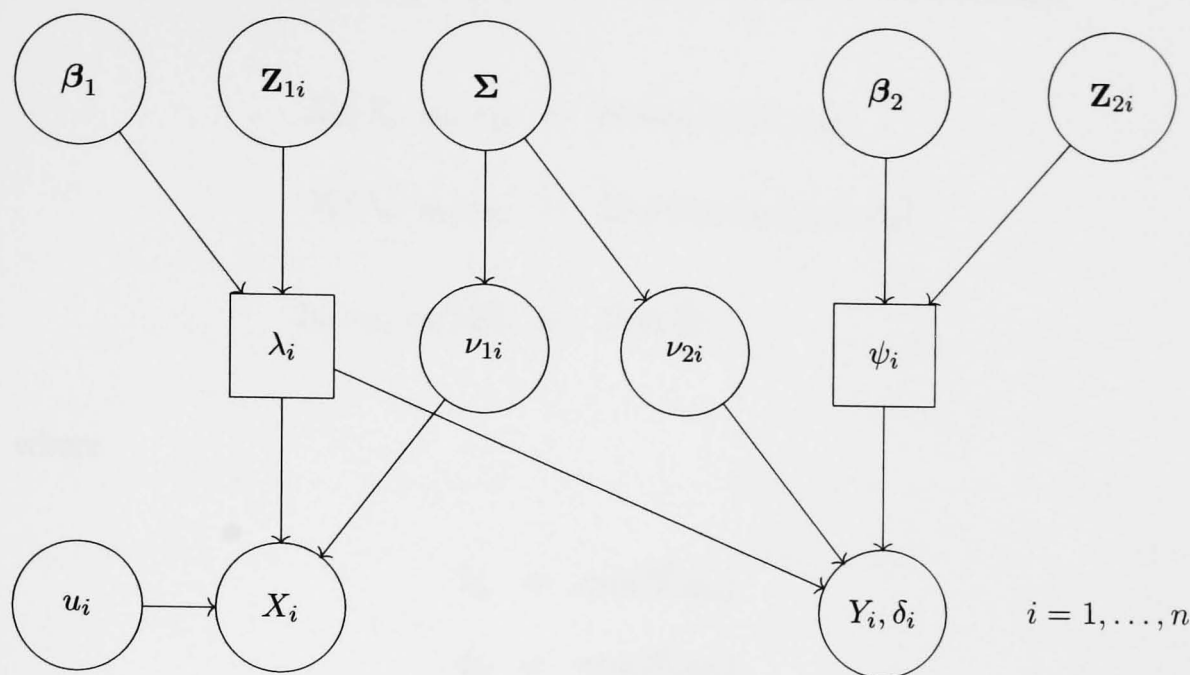 β₁ Z₁ᵢ Σ β₂ Z₂ᵢ
λᵢ ν₁ᵢ ν₂ᵢ ψᵢ
uᵢ Xᵢ Yᵢ, δᵢ i = 1, …, n